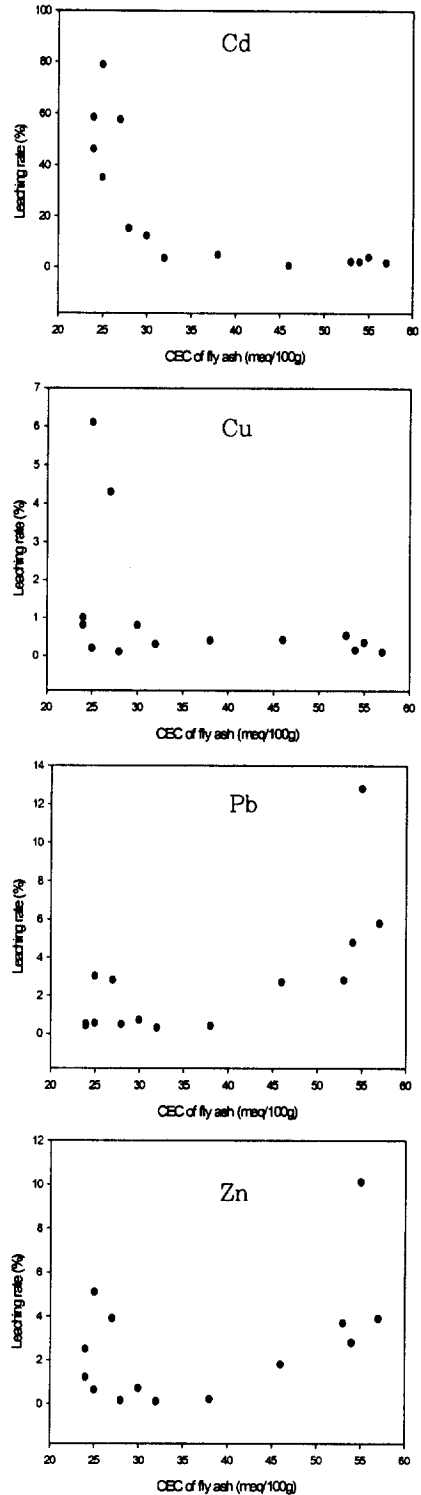 Cd
Leaching rate (%)
100
80
60
40
20
0
20 25 30 35 40 45 50 55 60
CEC of fly ash (meq/100g)
Cu
Leaching rate (%)
7
6
5
4
3
2
1
0
20 25 30 35 40 45 50 55 60
CEC of fly ash (meq/100g)
Pb
Leaching rate (%)
14
12
10
8
6
4
2
0
20 25 30 35 40 45 50 55 60
CEC of fly ash (meq/100g)
Zn
Leaching rate (%)
12
10
8
6
4
2
0
20 25 30 35 40 45 50 55 60
CEC of fly ash (meq/100g)